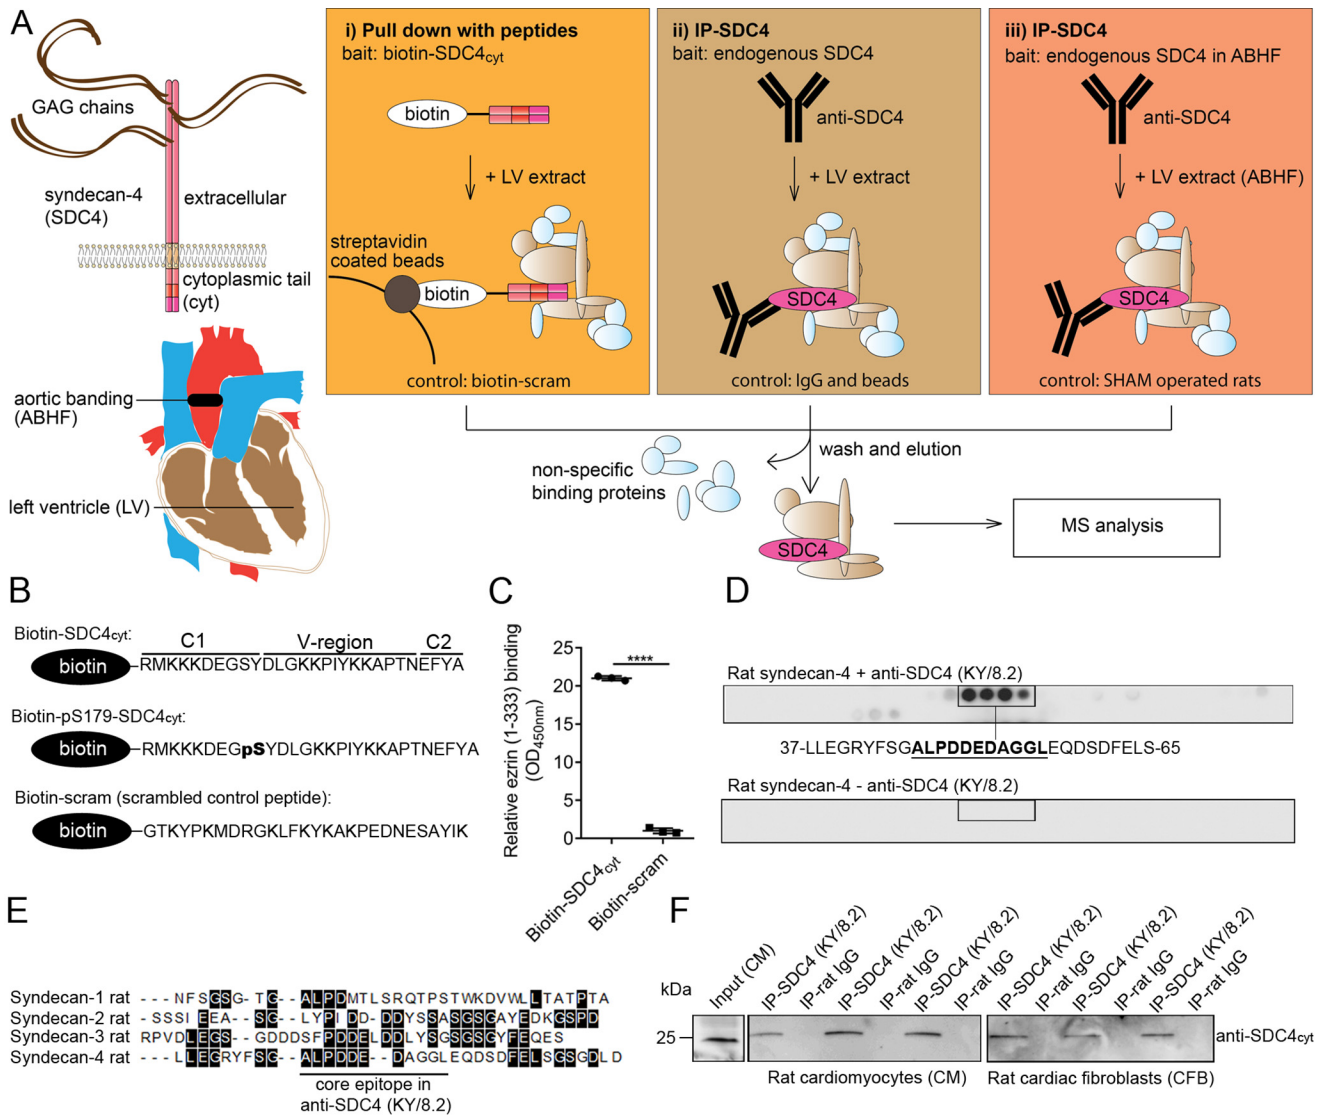 A
GAG chains
syndecan-4
(SDC4)
extracellular
cytoplasmic tail
(cyt)
aortic banding
(ABHF)
left ventricle (LV)
i) Pull down with peptides
bait: biotin-SDC4cyt
biotin
+ LV extract
streptavidin
coated beads
biotin
control: biotin-scram
ii) IP-SDC4
bait: endogenous SDC4
anti-SDC4
+ LV extract
SDC4
control: IgG and beads
iii) IP-SDC4
bait: endogenous SDC4 in ABHF
anti-SDC4
+ LV extract (ABHF)
SDC4
control: SHAM operated rats
non-specific
binding proteins
wash and elution
SDC4
MS analysis
B
Biotin-SDC4cyt:
C1 V-region C2
biotin RMKKKDEGSYDLGKKPIYKKAPTNEFYA
Biotin-pS179-SDC4cyt:
biotin RMKKKDEGpSYDLGKKPIYKKAPTNEFYA
Biotin-scram (scrambled control peptide):
biotin GTKYPKMDRGKLFKYKAKPEDNESAYIK
C
Relative ezrin (1-333) binding
(OD450nm)
25
20
15
10
5
0
****
Biotin-SDC4cyt
Biotin-scram
D
Rat syndecan-4 + anti-SDC4 (KY/8.2)
37-LLEGRYFSGALPDDEDAGGLEQDSDFELS-65
Rat syndecan-4 - anti-SDC4 (KY/8.2)
E
Syndecan-1 rat - - - NFSGSG- TG- - ALPDMTLSRQTPSTWKDVWLLTATPTA
Syndecan-2 rat - SSSIEEA- - SG- - LYPIDD- DDYSSASGSGAYEDKGSPD
Syndecan-3 rat RPVDLEGS- - GDDDSFPDDELDDLYSGSGSGYFEQES
Syndecan-4 rat - - LLEGRYFSG- - ALPDDE- - DAGGLEQDSDFELSGSGDLD
core epitope in
anti-SDC4 (KY/8.2)
F
kDa
25
Input (CM)
IP-SDC4 (KY/8.2)
IP-rat IgG
IP-SDC4 (KY/8.2)
IP-rat IgG
IP-SDC4 (KY/8.2)
IP-rat IgG
IP-SDC4 (KY/8.2)
IP-rat IgG
IP-SDC4 (KY/8.2)
IP-rat IgG
IP-SDC4 (KY/8.2)
IP-rat IgG
anti-SDC4cyt
Rat cardiomyocytes (CM)
Rat cardiac fibroblasts (CFB)